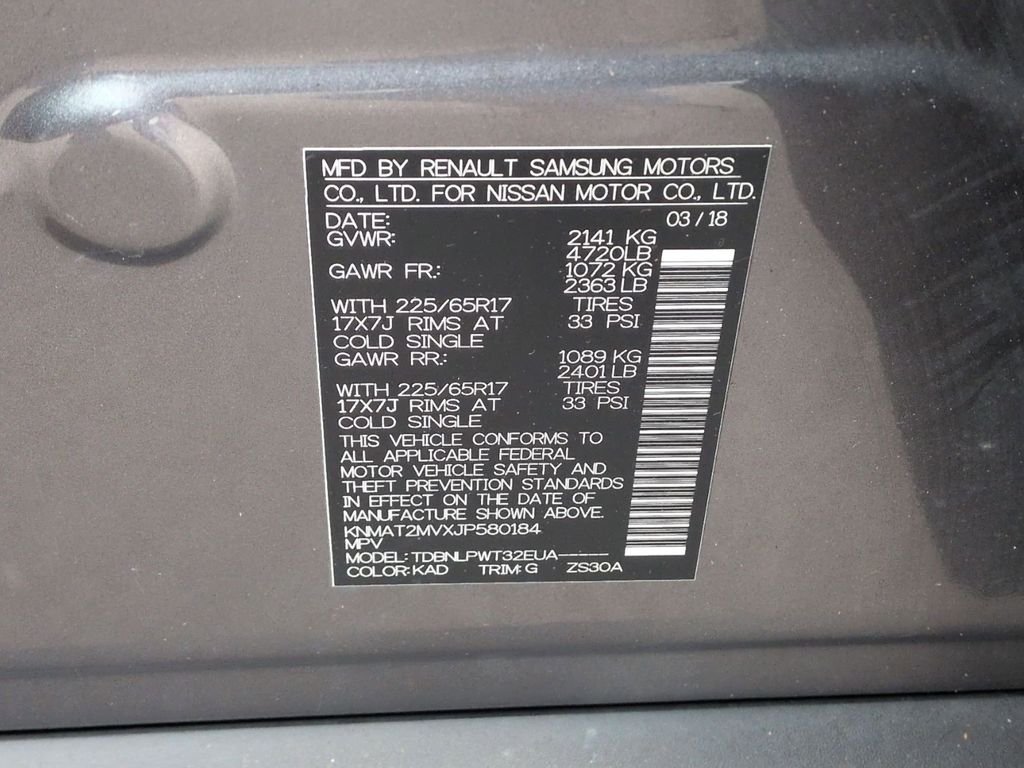 MFD BY RENAULT SAMSUNG MOTORS
CO., LTD. FOR NISSAN MOTOR CO., LTD.
DATE: 03/18
GVWR: 2141 KG
4720LB
GAWR FR.: 1072 KG
2363LB
WITH 225/65R17 TIRES
17X7J RIMS AT 33 PSI
COLD SINGLE
GAWR RR.: 1089 KG
2401LB
WITH 225/65R17 TIRES
17X7J RIMS AT 33 PSI
COLD SINGLE
THIS VEHICLE CONFORMS TO
ALL APPLICABLE FEDERAL
MOTOR VEHICLE SAFETY AND
THEFT PREVENTION STANDARDS
IN EFFECT ON THE DATE OF
MANUFACTURE SHOWN ABOVE.
KNMAT2MVXJP580184
MPV
MODEL: TDBNLPWT32EUA-----
COLOR: KAD TRIM: G ZS30A